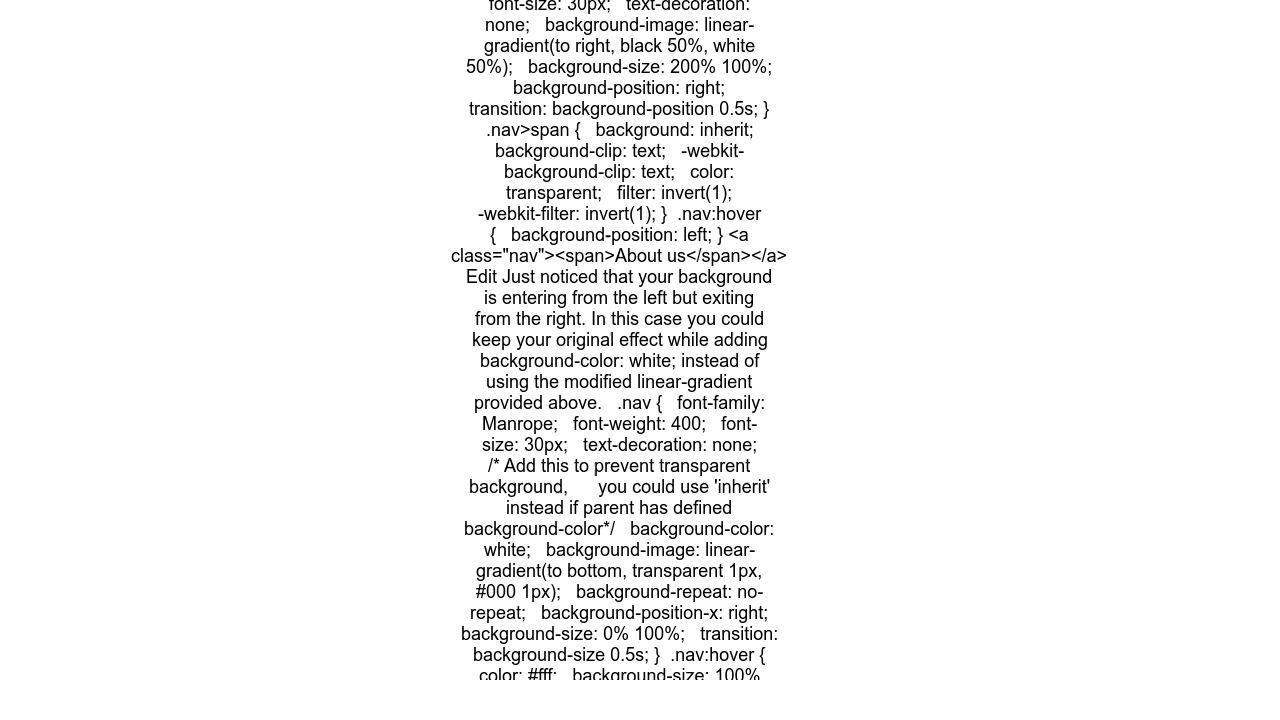 font-size: 30px;   text-decoration:
none;   background-image: linear-
gradient(to right, black 50%, white
50%);   background-size: 200% 100%;
background-position: right;
transition: background-position 0.5s; }
.nav>span {   background: inherit;
background-clip: text;   -webkit-
background-clip: text;   color:
transparent;   filter: invert(1);
-webkit-filter: invert(1); }  .nav:hover
{   background-position: left; } <a
class="nav"><span>About us</span></a>
Edit Just noticed that your background
is entering from the left but exiting
from the right. In this case you could
keep your original effect while adding
background-color: white; instead of
using the modified linear-gradient
provided above.   .nav {   font-family:
Manrope;   font-weight: 400;   font-
size: 30px;   text-decoration: none;
/* Add this to prevent transparent
background,      you could use 'inherit'
instead if parent has defined
background-color*/   background-color:
white;   background-image: linear-
gradient(to bottom, transparent 1px,
#000 1px);   background-repeat: no-
repeat;   background-position-x: right;
background-size: 0% 100%;   transition:
background-size 0.5s; }  .nav:hover {
color: #fff;   background-size: 100%